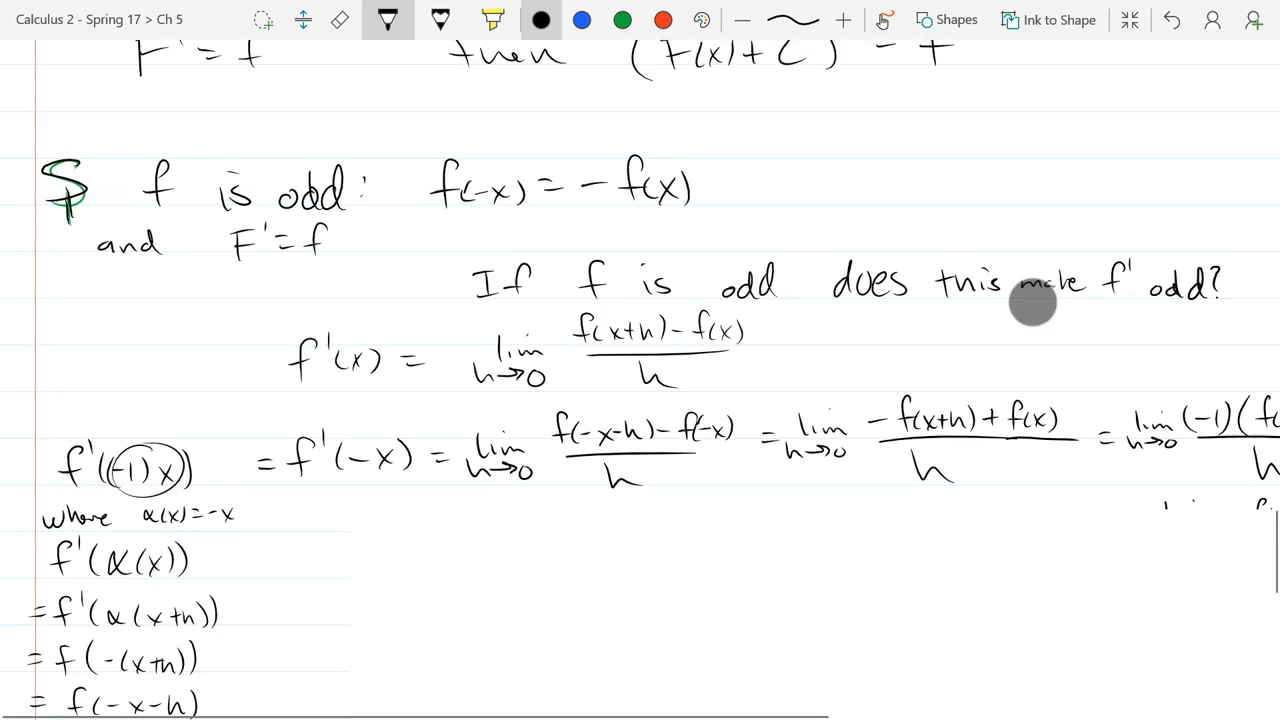 Calculus 2 - Spring 17 > Ch 5
Shapes
Ink to Shape
F' = f then (F(x)+C)' = f
f is odd: f(-x) = -f(x)
and F' = f
If f is odd does this make f' odd?
f'(x) = lim h→0 f(x+h) - f(x) / h
f'((-1)x) = f'(-x) = lim h→0 f(-x-h) - f(-x) / h = lim h→0 -f(x+h) + f(x) / h = lim h→0 (-1)(f( / h
where α(x) = -x
f'(α(x))
= f'(α(x+h))
= f(-(x+h))
= f(-x-h)